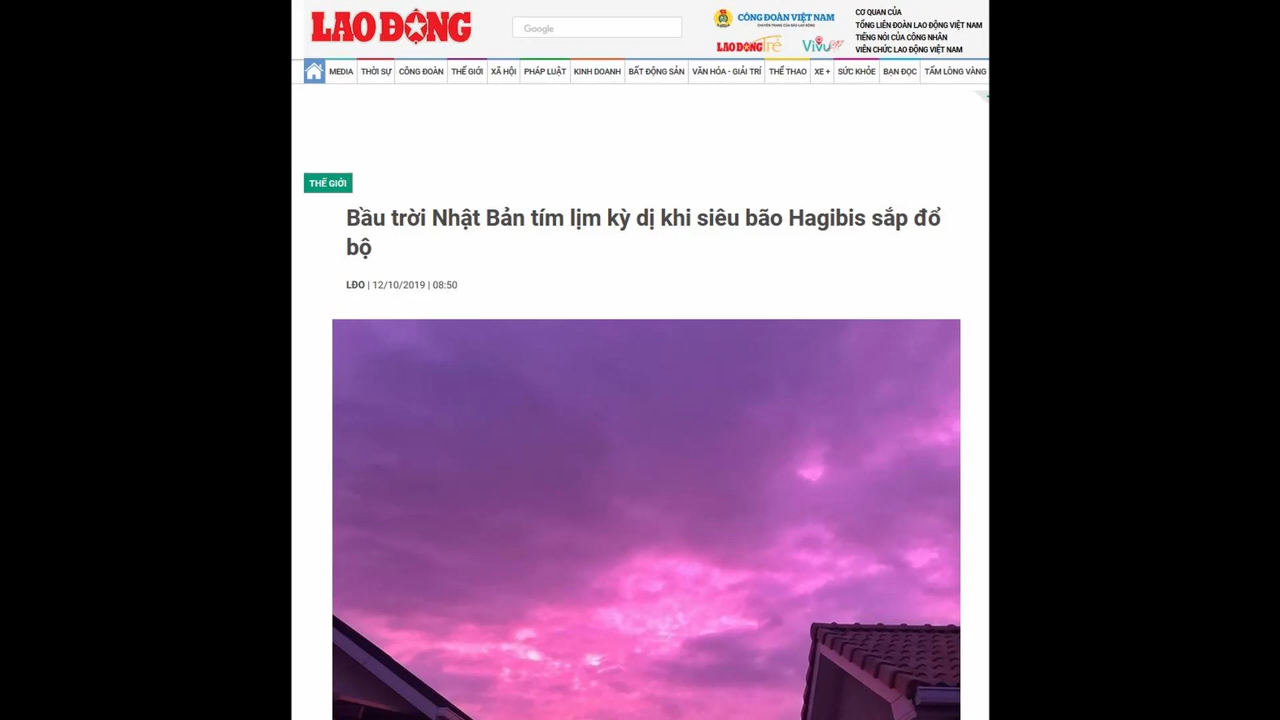 LAO ĐỘNG
Google
CÔNG ĐOÀN VIỆT NAM
LAO ĐỘNG Trẻ
CƠ QUAN CỦA
TỔNG LIÊN ĐOÀN LAO ĐỘNG VIỆT NAM
TIẾNG NÓI CỦA CÔNG NHÂN
VIÊN CHỨC LAO ĐỘNG VIỆT NAM
MEDIA THỜI SỰ CÔNG ĐOÀN THẾ GIỚI XÃ HỘI PHÁP LUẬT KINH DOANH BẤT ĐỘNG SẢN VĂN HÓA - GIẢI TRÍ THỂ THAO XE + SỨC KHỎE BẠN ĐỌC TẤM LÒNG VÀNG
THẾ GIỚI
Bầu trời Nhật Bản tím lịm kỳ dị khi siêu bão Hagibis sắp đổ
bộ
LĐO | 12/10/2019 | 08:50